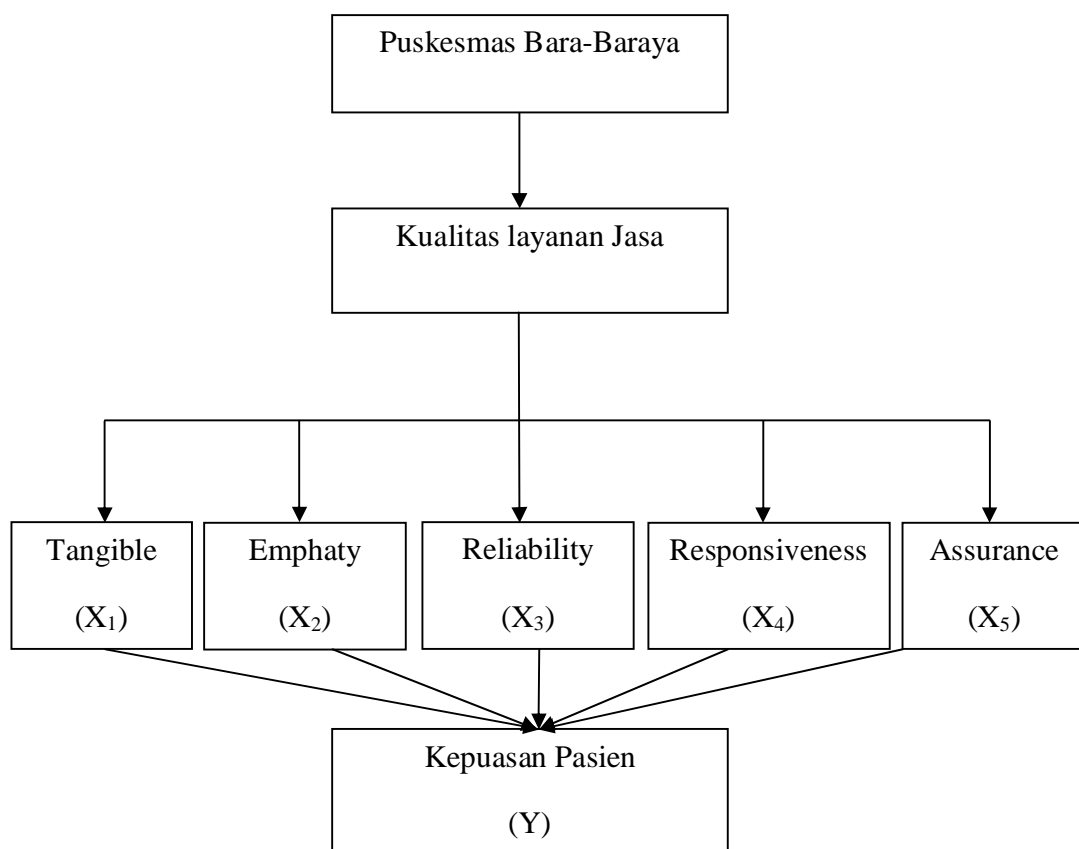 Puskesmas Bara-Baraya
Kualitas layanan Jasa
Tangible
(X₁)
Emphaty
(X₂)
Reliability
(X₃)
Responsiveness
(X₄)
Assurance
(X₅)
Kepuasan Pasien
(Y)